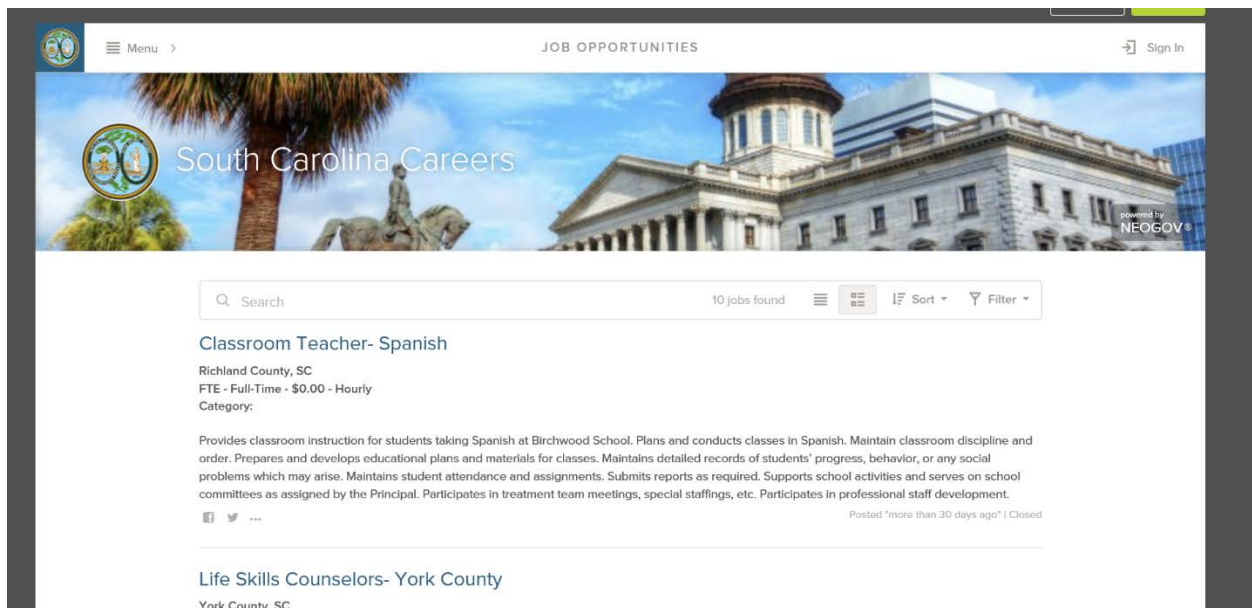 Menu >
JOB OPPORTUNITIES
Sign In
South Carolina Careers
powered by
NEOGOV®
Search
10 jobs found
Sort
Filter
Classroom Teacher- Spanish
Richland County, SC
FTE - Full-Time - $0.00 - Hourly
Category:
Provides classroom instruction for students taking Spanish at Birchwood School. Plans and conducts classes in Spanish. Maintain classroom discipline and
order. Prepares and develops educational plans and materials for classes. Maintains detailed records of students' progress, behavior, or any social
problems which may arise. Maintains student attendance and assignments. Submits reports as required. Supports school activities and serves on school
committees as assigned by the Principal. Participates in treatment team meetings, special staffings, etc. Participates in professional staff development.
...
Posted "more than 30 days ago" | Closed
Life Skills Counselors- York County
York County, SC